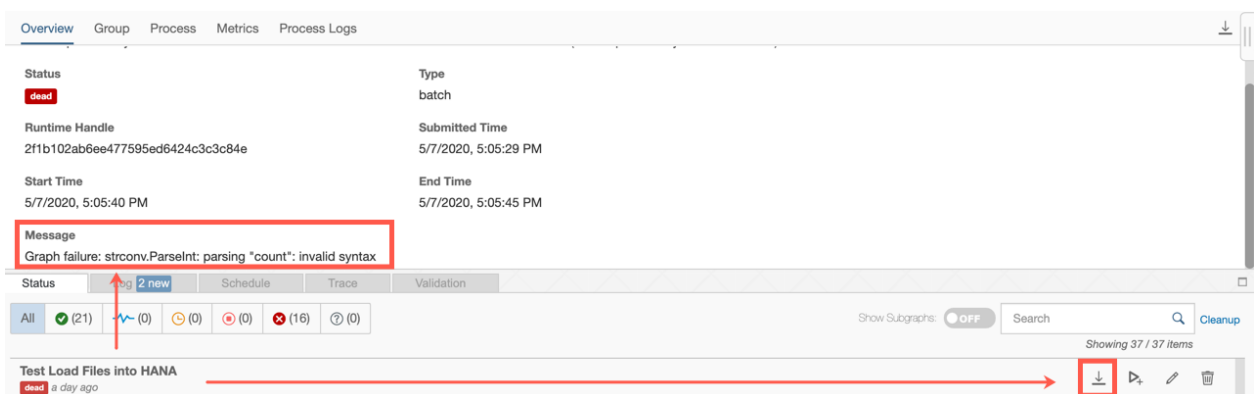 Overview Group Process Metrics Process Logs
Status Type
dead batch
Runtime Handle Submitted Time
2f1b102ab6ee477595ed6424c3c3c84e 5/7/2020, 5:05:29 PM
Start Time End Time
5/7/2020, 5:05:40 PM 5/7/2020, 5:05:45 PM
Message
Graph failure: strconv.ParseInt: parsing "count": invalid syntax
Status Log 2 new Schedule Trace Validation
All (21) (0) (0) (0) (16) (0) Show Subgraphs: OFF Search Cleanup
Showing 37 / 37 items
Test Load Files into HANA
dead a day ago